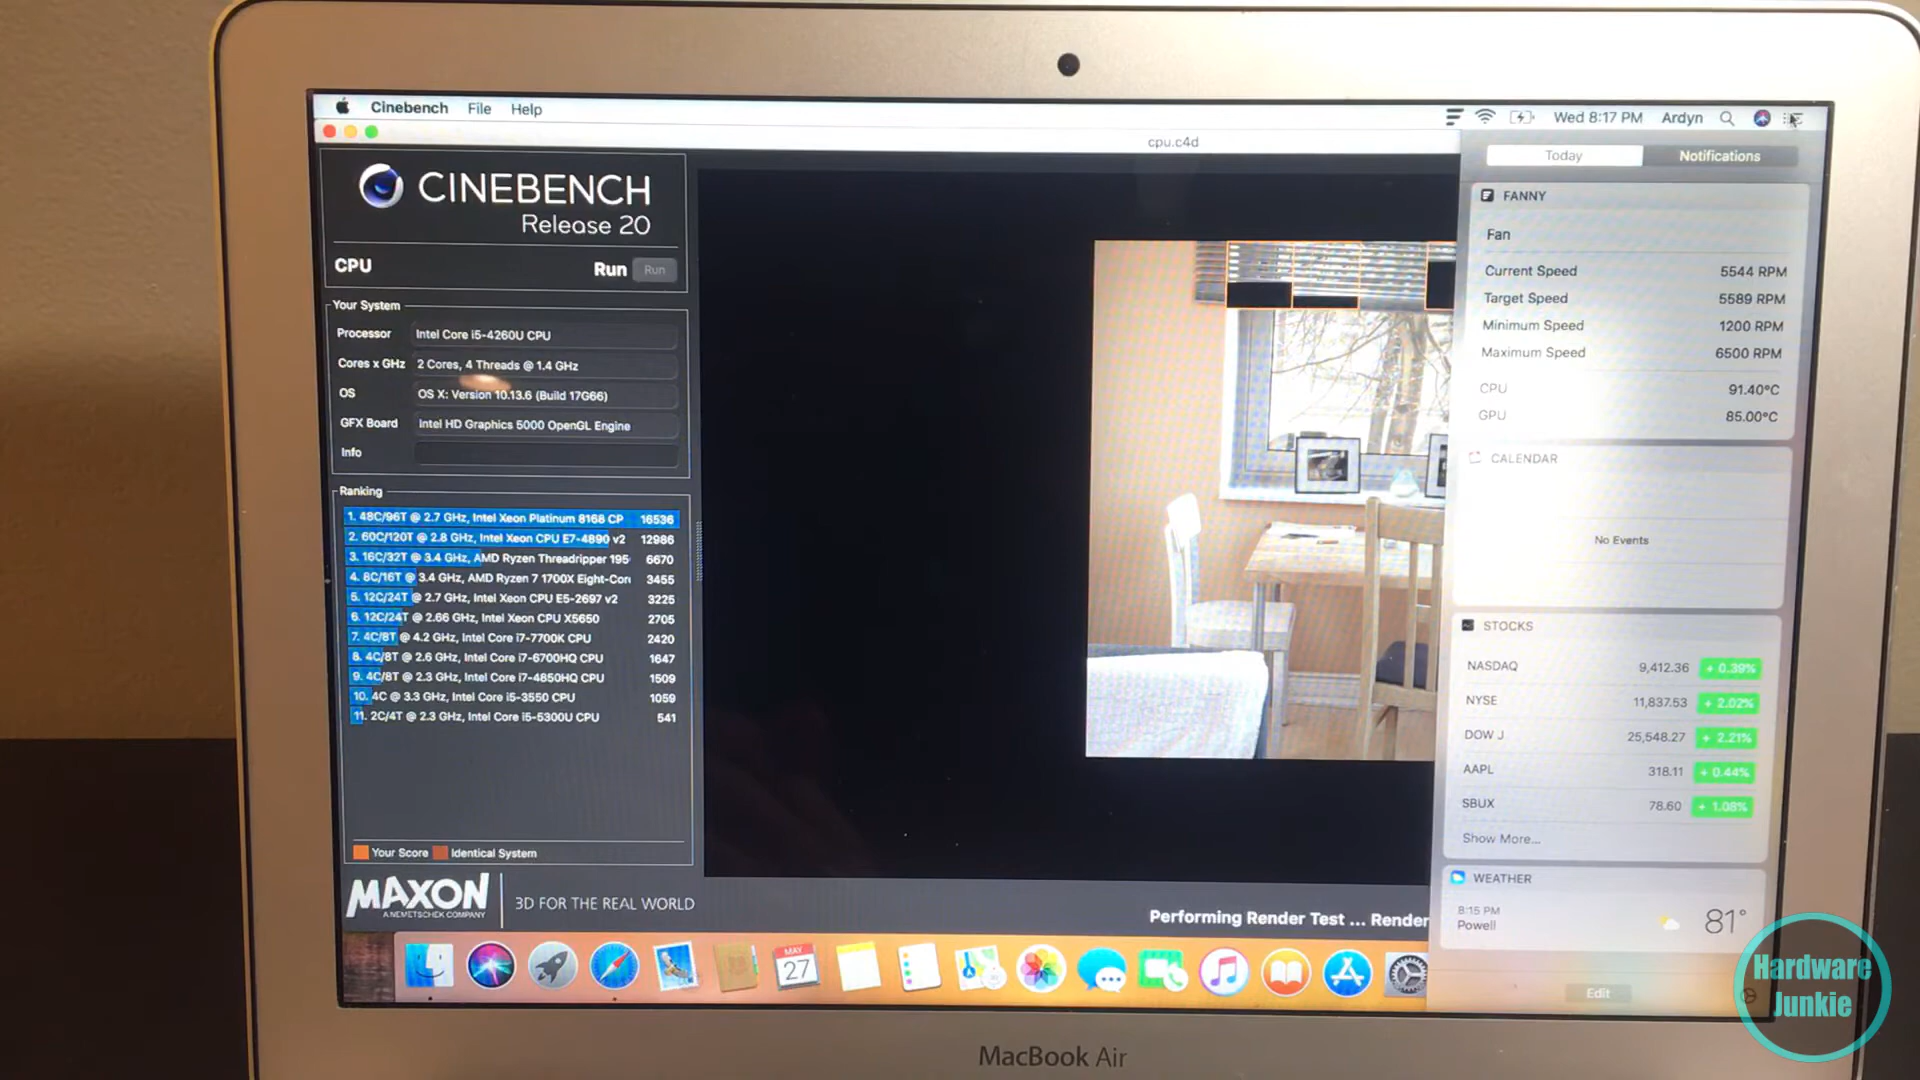 Cinebench File Help
Wed 8:17 PM Ardyn
cpu.c4d
CINEBENCH
Release 20
CPU Run Run
Your System
Processor Intel Core i5-4260U CPU
Cores x GHz 2 Cores, 4 Threads @ 1.4 GHz
OS OS X: Version 10.13.6 (Build 17G66)
GFX Board Intel HD Graphics 5000 OpenGL Engine
Info
Ranking
1. 48C/96T @ 2.7 GHz, Intel Xeon Platinum 8168 CP 16536
2. 60C/120T @ 2.8 GHz, Intel Xeon CPU E7-4890 v2 12986
3. 16C/32T @ 3.4 GHz, AMD Ryzen Threadripper 195 6670
4. 8C/16T @ 3.4 GHz, AMD Ryzen 7 1700X Eight-Cor 3455
5. 12C/24T @ 2.7 GHz, Intel Xeon CPU E5-2697 v2 3225
6. 12C/24T @ 2.66 GHz, Intel Xeon CPU X5650 2705
7. 4C/8T @ 4.2 GHz, Intel Core i7-7700K CPU 2420
8. 4C/8T @ 2.6 GHz, Intel Core i7-6700HQ CPU 1647
9. 4C/8T @ 2.3 GHz, Intel Core i7-4850HQ CPU 1509
10. 4C @ 3.3 GHz, Intel Core i5-3550 CPU 1059
11. 2C/4T @ 2.3 GHz, Intel Core i5-5300U CPU 541
Your Score Identical System
MAXON
A NEMETSCHEK COMPANY
3D FOR THE REAL WORLD
Performing Render Test ... Render
Today Notifications
FANNY
Fan
Current Speed 5544 RPM
Target Speed 5589 RPM
Minimum Speed 1200 RPM
Maximum Speed 6500 RPM
CPU 91.40°C
GPU 85.00°C
CALENDAR
No Events
STOCKS
NASDAQ 9,412.36 + 0.39%
NYSE 11,837.53 + 2.02%
DOW J 25,548.27 + 2.21%
AAPL 318.11 + 0.44%
SBUX 78.60 + 1.08%
Show More...
WEATHER
8:15 PM
Powell
81°
Edit
MAY
27
Hardware
Junkie
MacBook Air